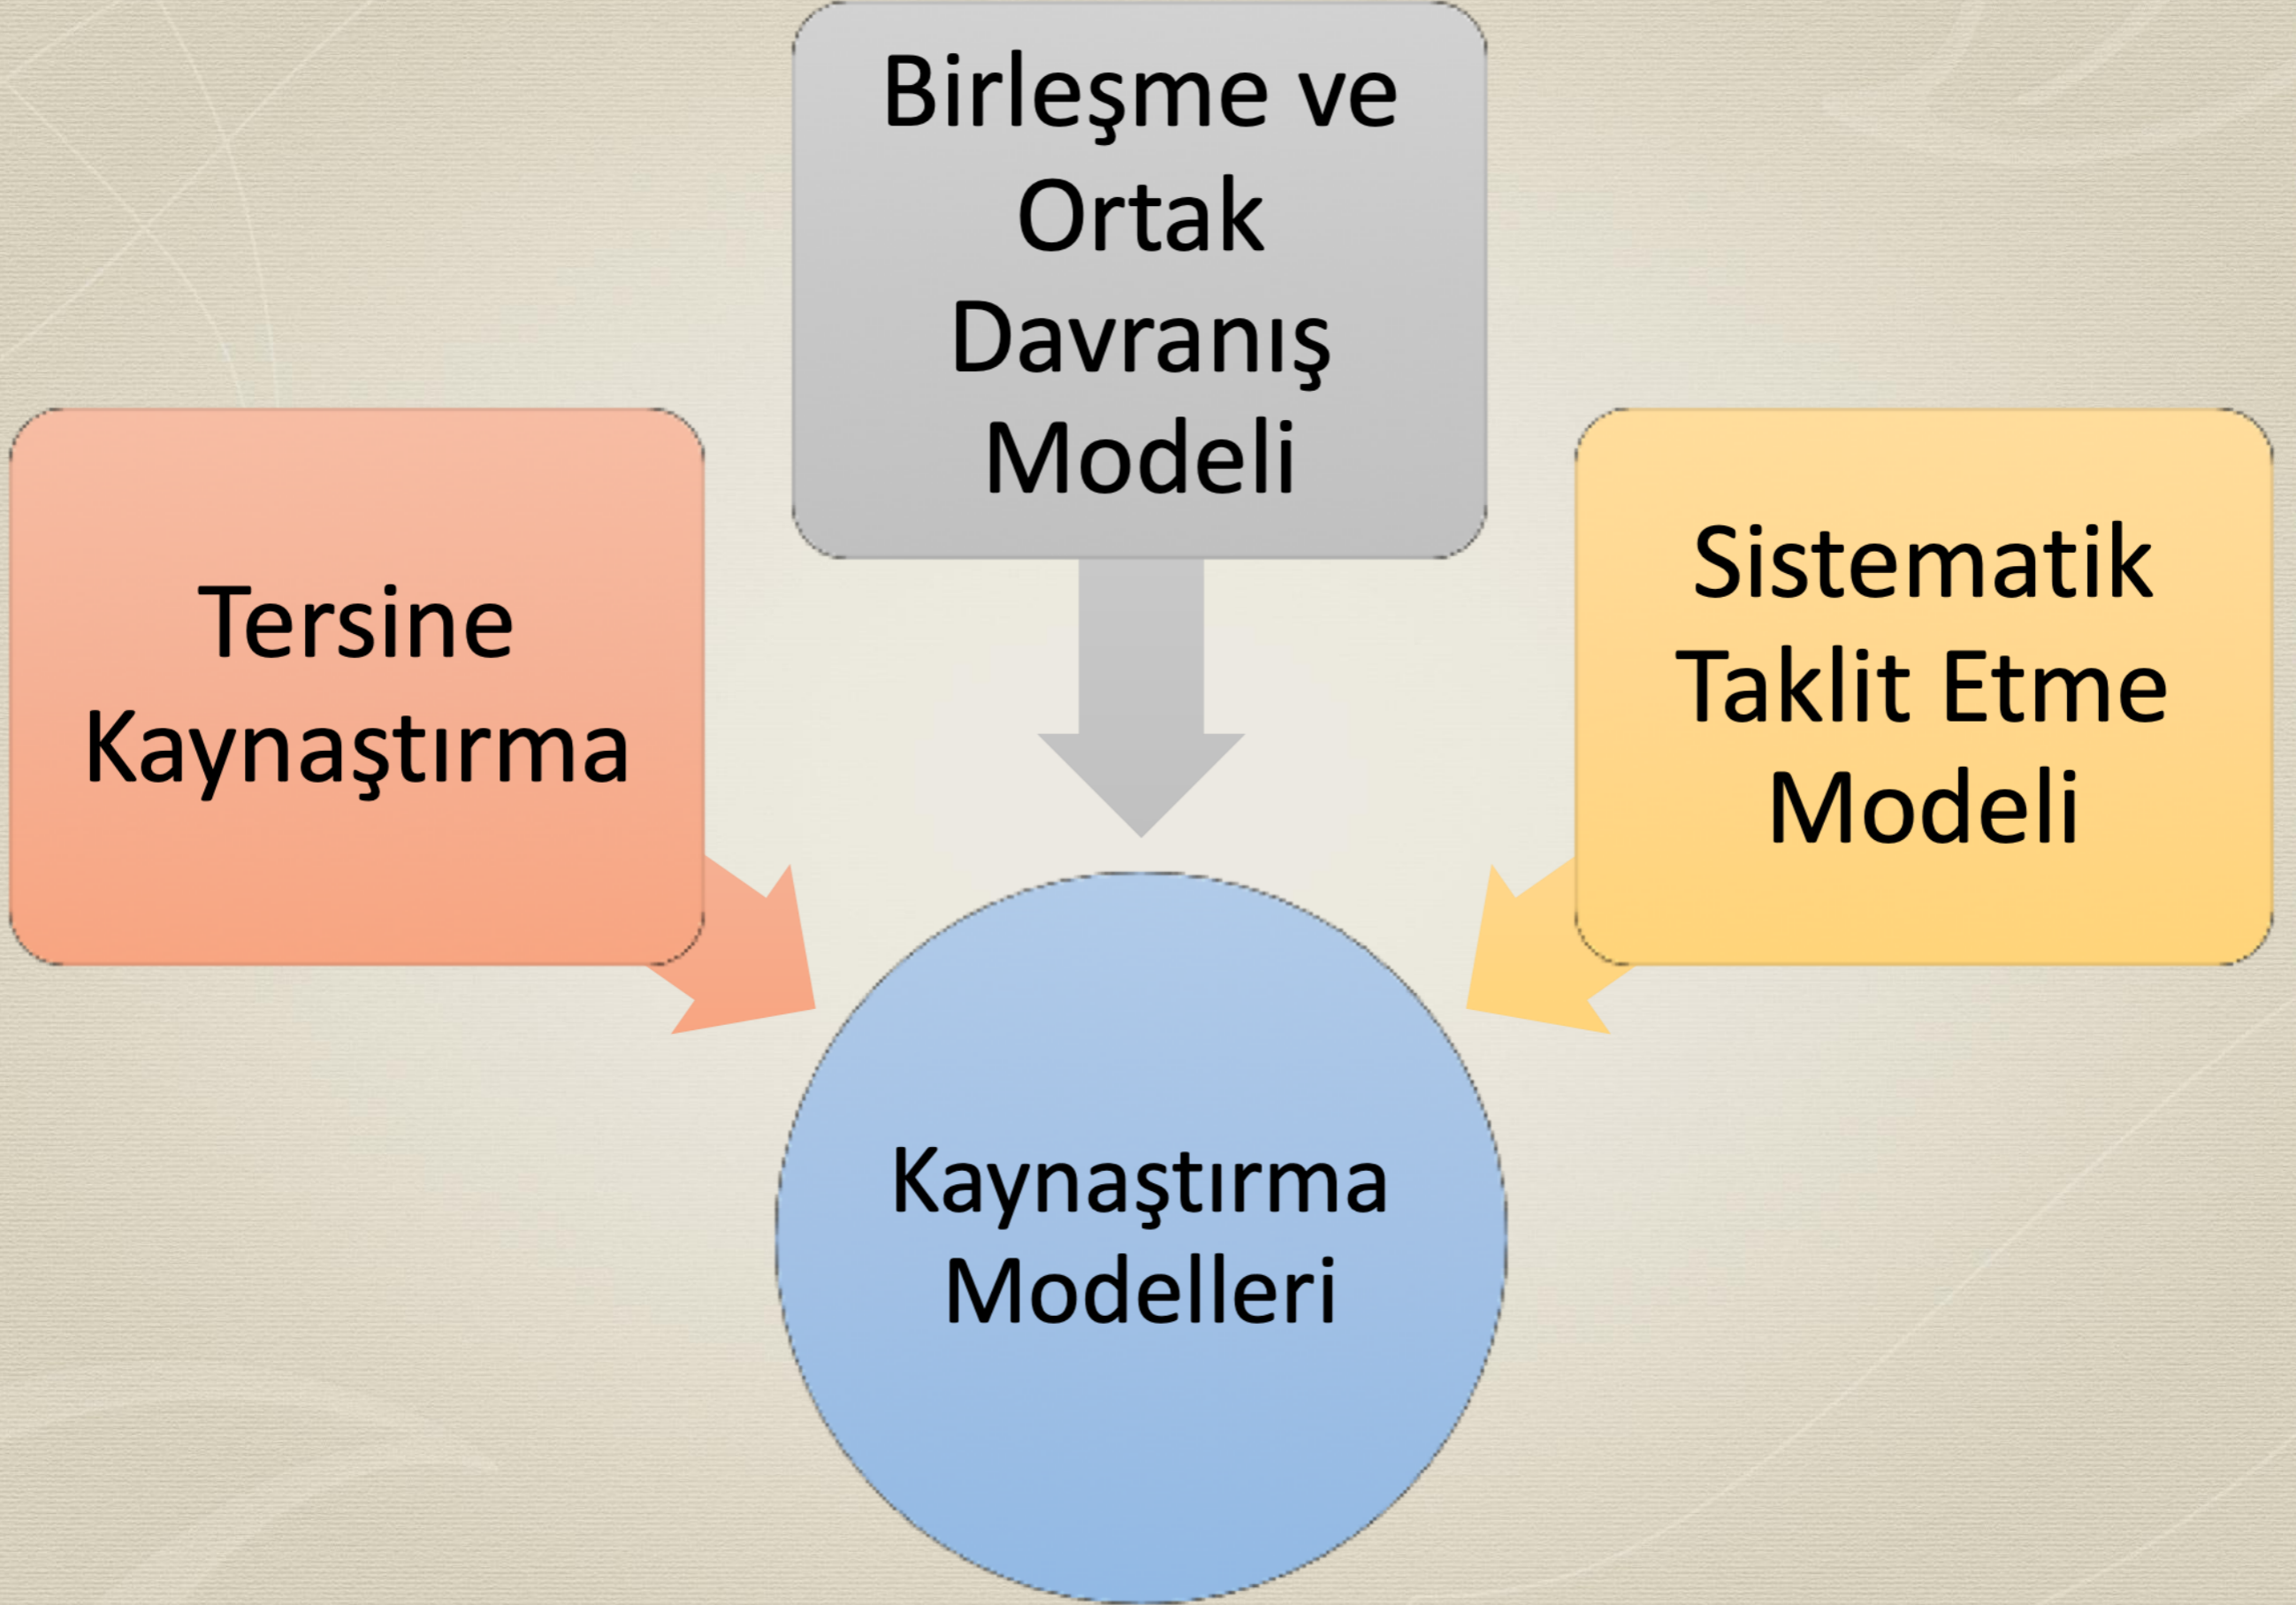 Birleşme ve
Ortak
Davranış
Modeli
Tersine
Kaynaştırma
Sistematik
Taklit Etme
Modeli
Kaynaştırma
Modelleri